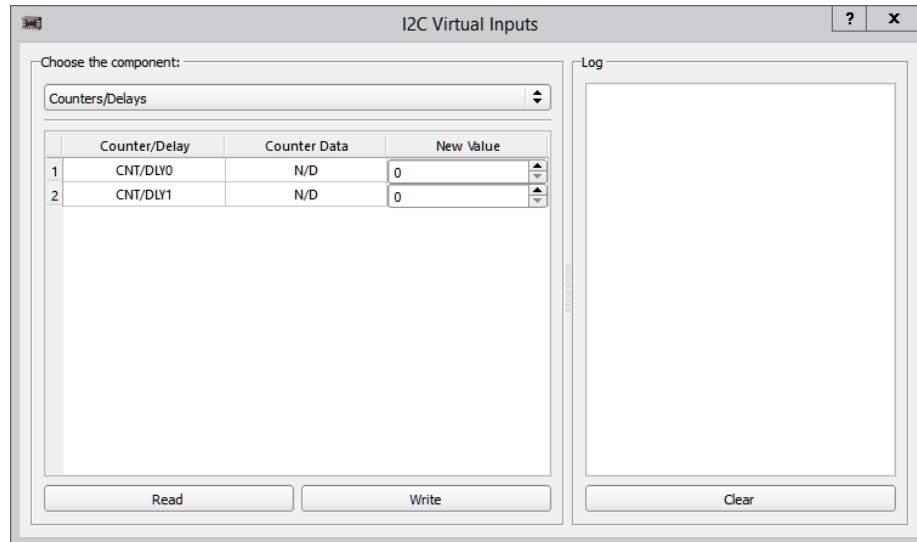 I2C Virtual Inputs
? x
Choose the component:
Counters/Delays
Counter/Delay Counter Data New Value
1 CNT/DLY0 N/D 0
2 CNT/DLY1 N/D 0
Read Write
Log
Clear